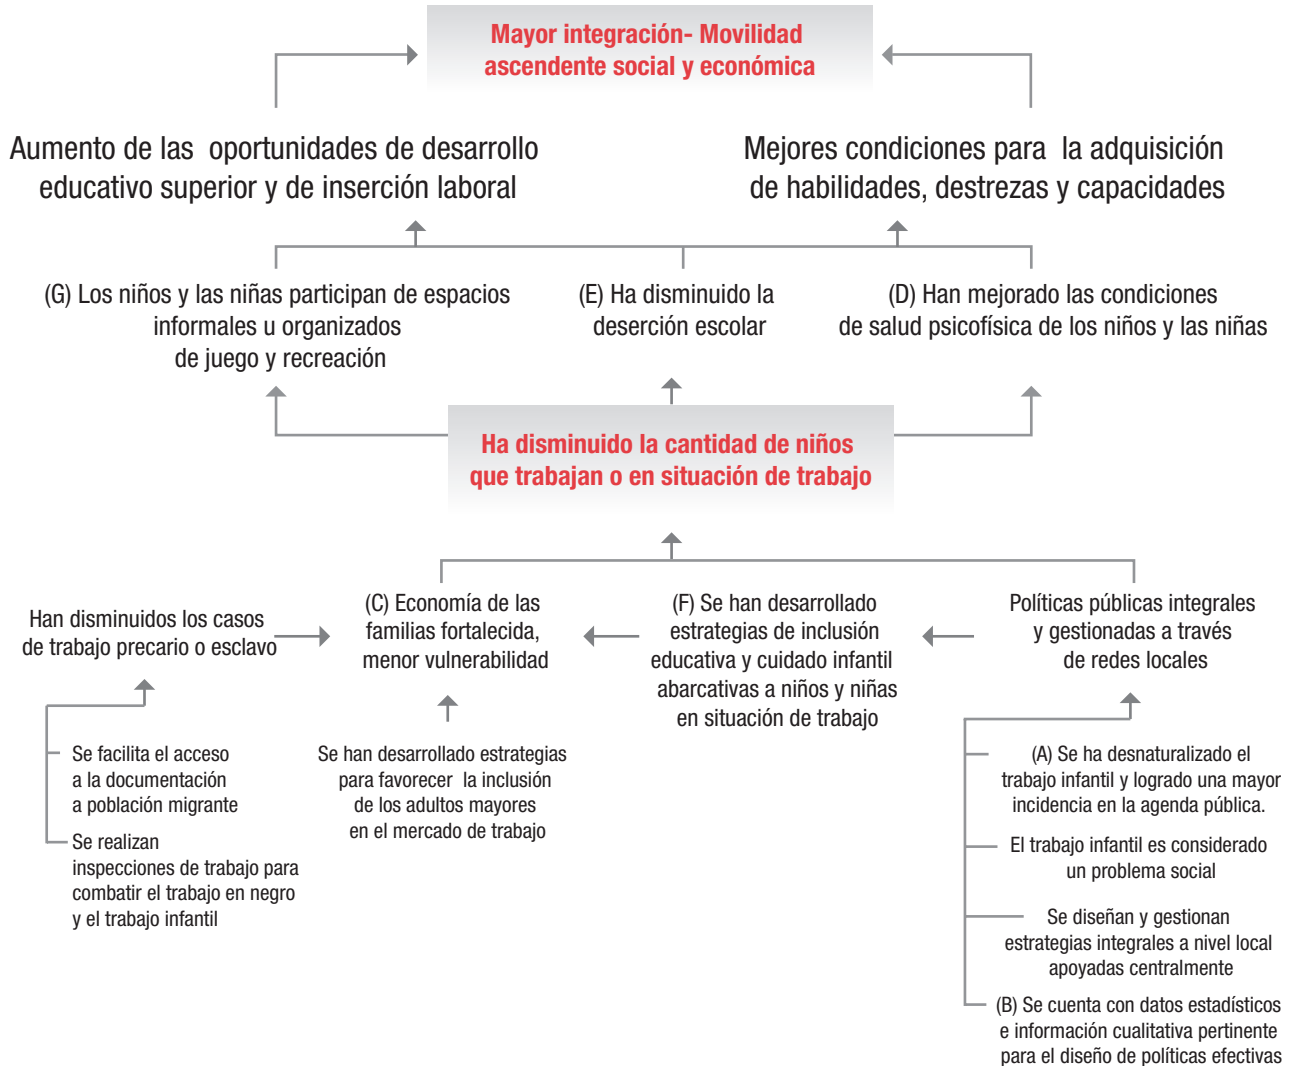 Mayor integración- Movilidad
ascendente social y económica
Aumento de las oportunidades de desarrollo
educativo superior y de inserción laboral
Mejores condiciones para la adquisición
de habilidades, destrezas y capacidades
(G) Los niños y las niñas participan de espacios
informales u organizados
de juego y recreación
(E) Ha disminuido la
deserción escolar
(D) Han mejorado las condiciones
de salud psicofísica de los niños y las niñas
Ha disminuido la cantidad de niños
que trabajan o en situación de trabajo
Han disminuidos los casos
de trabajo precario o esclavo
(C) Economía de las
familias fortalecida,
menor vulnerabilidad
(F) Se han desarrollado
estrategias de inclusión
educativa y cuidado infantil
abarcativas a niños y niñas
en situación de trabajo
Políticas públicas integrales
y gestionadas a través
de redes locales
Se facilita el acceso
a la documentación
a población migrante
Se realizan
inspecciones de trabajo para
combatir el trabajo en negro
y el trabajo infantil
Se han desarrollado estrategias
para favorecer la inclusión
de los adultos mayores
en el mercado de trabajo
(A) Se ha desnaturalizado el
trabajo infantil y logrado una mayor
incidencia en la agenda pública.
El trabajo infantil es considerado
un problema social
Se diseñan y gestionan
estrategias integrales a nivel local
apoyadas centralmente
(B) Se cuenta con datos estadísticos
e información cualitativa pertinente
para el diseño de políticas efectivas